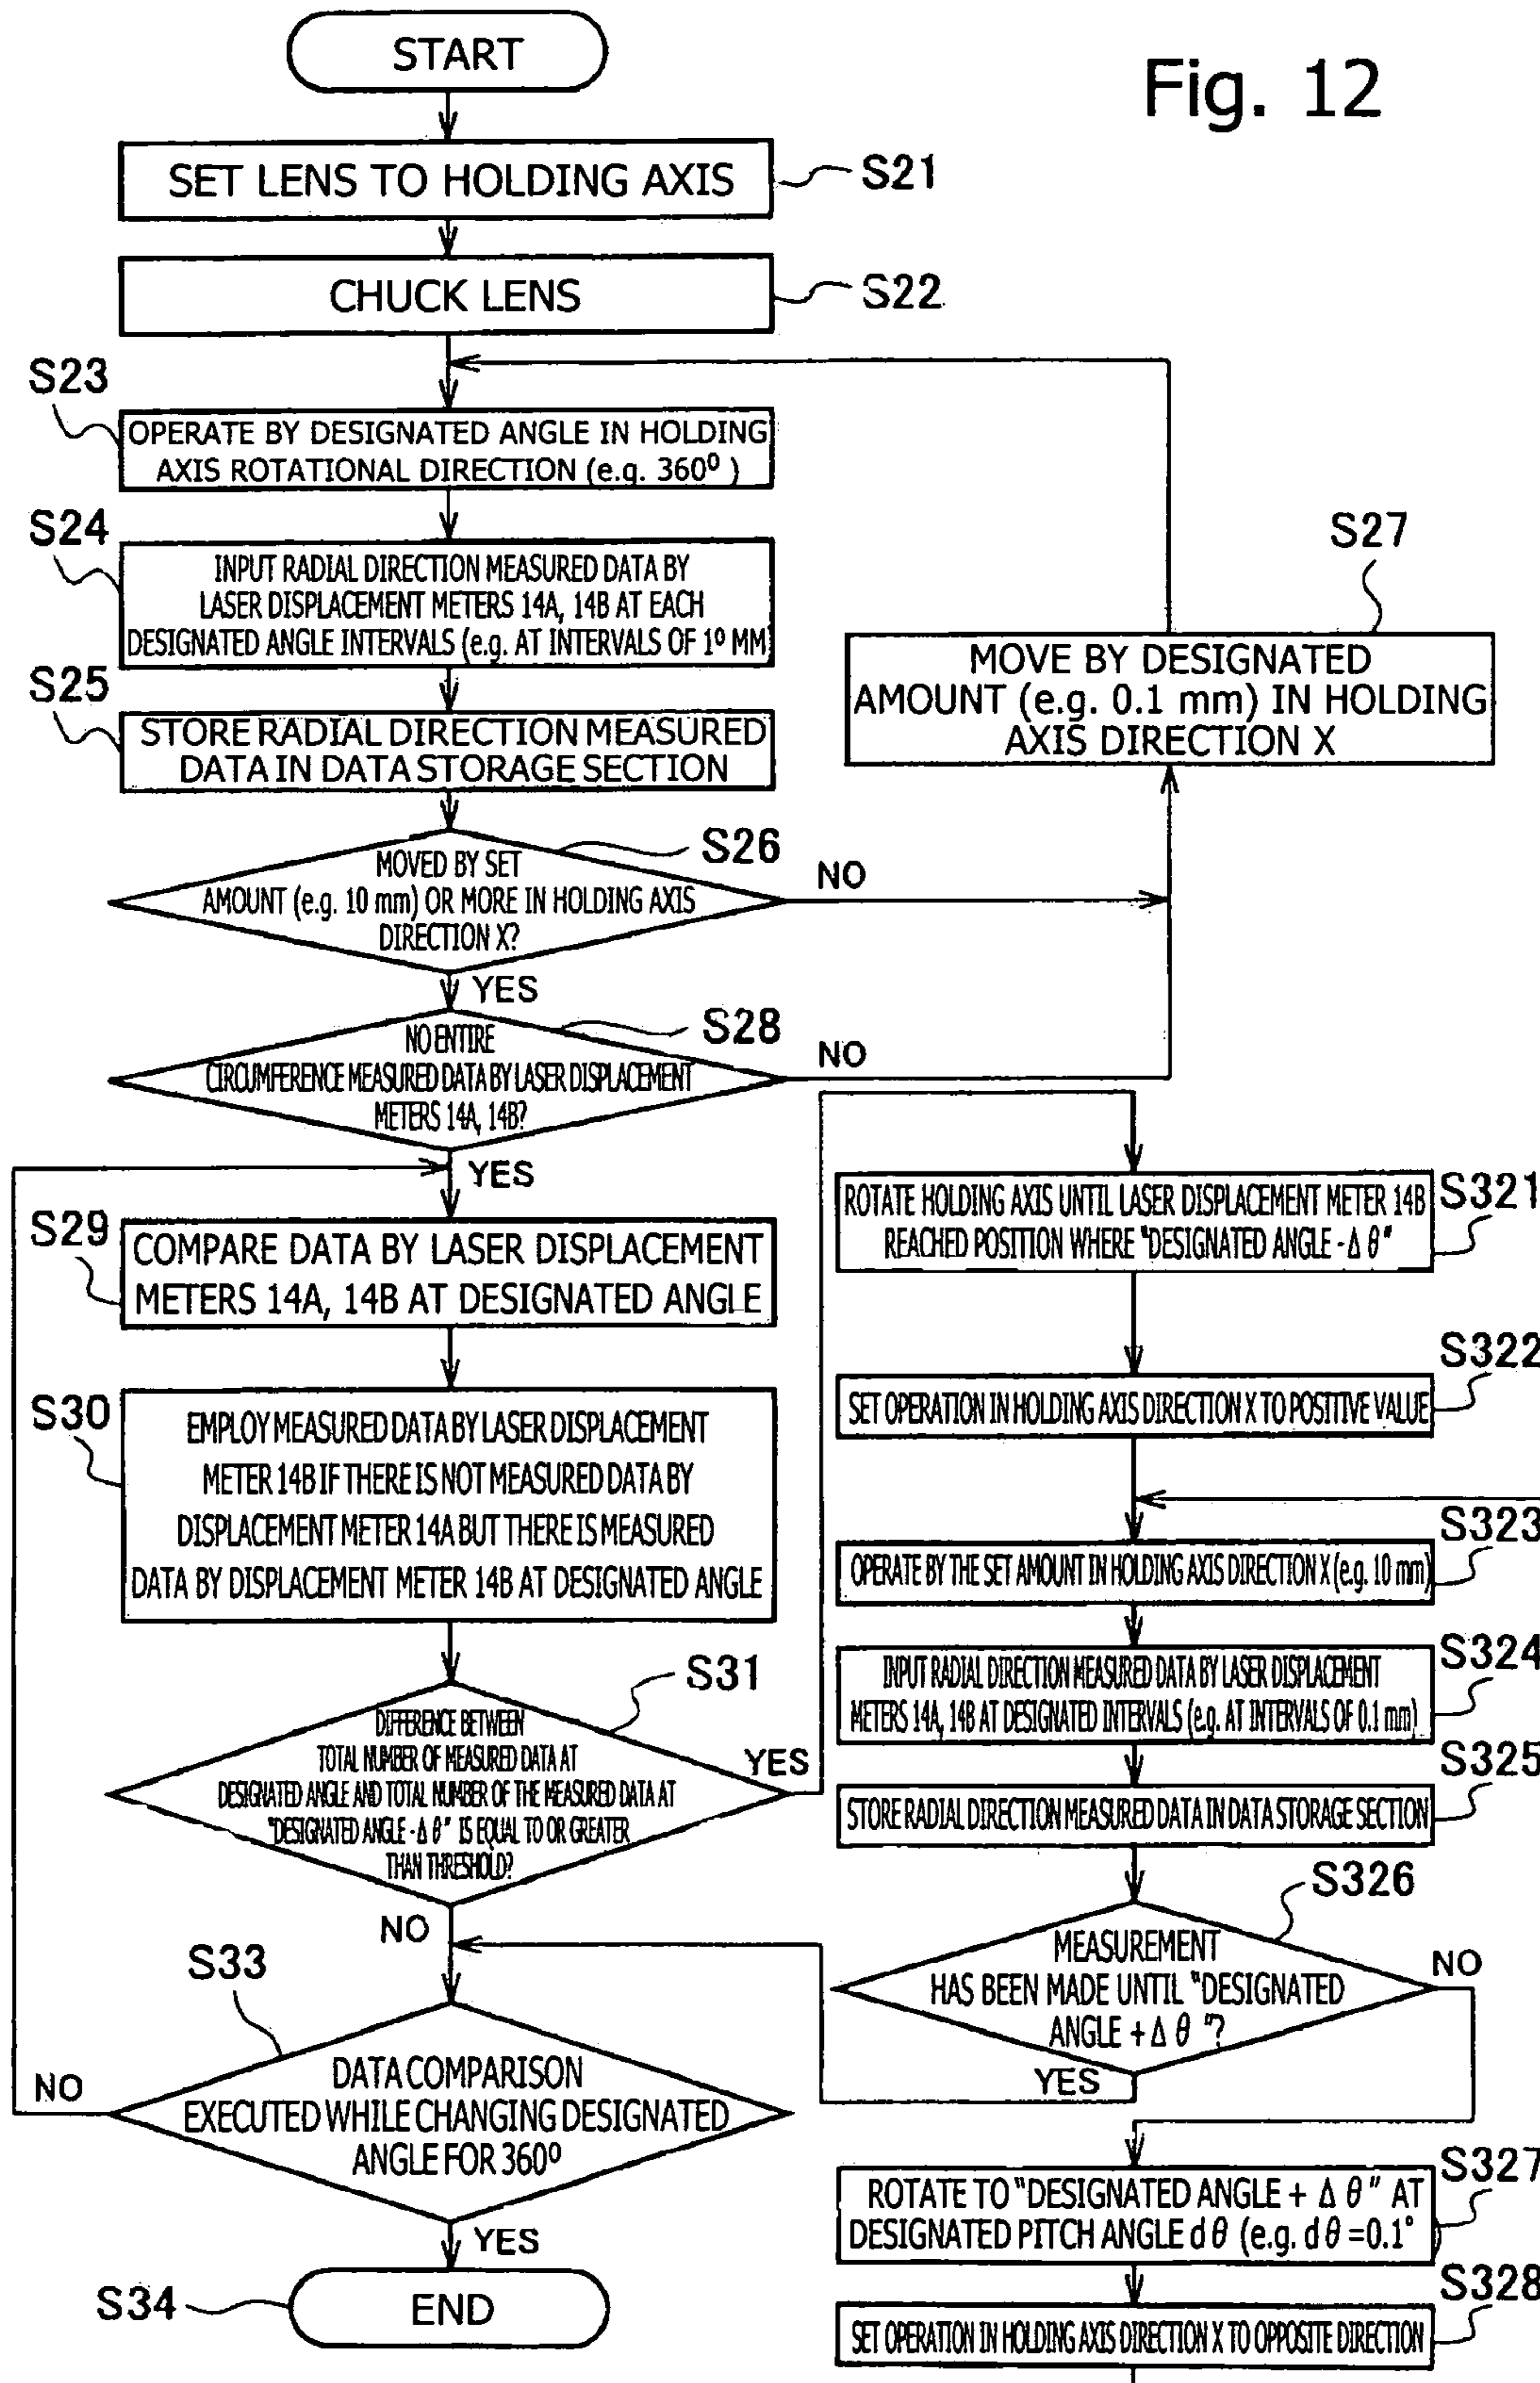 Fig. 12
START
SET LENS TO HOLDING AXIS
S21
CHUCK LENS
S22
S23
OPERATE BY DESIGNATED ANGLE IN HOLDING
AXIS ROTATIONAL DIRECTION (e.g. 360⁰ )
S24
INPUT RADIAL DIRECTION MEASURED DATA BY
LASER DISPLACEMENT METERS 14A, 14B AT EACH
DESIGNATED ANGLE INTERVALS (e.g. AT INTERVALS OF 1⁰ MM
S25
STORE RADIAL DIRECTION MEASURED
DATA IN DATA STORAGE SECTION
S26
MOVED BY SET
AMOUNT (e.g. 10 mm) OR MORE IN HOLDING AXIS
DIRECTION X?
NO
YES
S27
MOVE BY DESIGNATED
AMOUNT (e.g. 0.1 mm) IN HOLDING
AXIS DIRECTION X
S28
NO ENTIRE
CIRCUMFERENCE MEASURED DATA BY LASER DISPLACEMENT
METERS 14A, 14B?
NO
YES
S29
COMPARE DATA BY LASER DISPLACEMENT
METERS 14A, 14B AT DESIGNATED ANGLE
S30
EMPLOY MEASURED DATA BY LASER DISPLACEMENT
METER 14B IF THERE IS NOT MEASURED DATA BY
DISPLACEMENT METER 14A BUT THERE IS MEASURED
DATA BY DISPLACEMENT METER 14B AT DESIGNATED ANGLE
S31
DIFFERENCE BETWEEN
TOTAL NUMBER OF MEASURED DATA AT
DESIGNATED ANGLE AND TOTAL NUMBER OF THE MEASURED DATA AT
"DESIGNATED ANGLE - Δ θ" IS EQUAL TO OR GREATER
THAN THRESHOLD?
YES
NO
S33
DATA COMPARISON
EXECUTED WHILE CHANGING DESIGNATED
ANGLE FOR 360⁰
NO
YES
S34
END
S321
ROTATE HOLDING AXIS UNTIL LASER DISPLACEMENT METER 14B
REACHED POSITION WHERE "DESIGNATED ANGLE - Δ θ"
S322
SET OPERATION IN HOLDING AXIS DIRECTION X TO POSITIVE VALUE
S323
OPERATE BY THE SET AMOUNT IN HOLDING AXIS DIRECTION X (e.g. 10 mm)
S324
INPUT RADIAL DIRECTION MEASURED DATA BY LASER DISPLACEMENT
METERS 14A, 14B AT DESIGNATED INTERVALS (e.g. AT INTERVALS OF 0.1 mm)
S325
STORE RADIAL DIRECTION MEASURED DATA IN DATA STORAGE SECTION
S326
MEASUREMENT
HAS BEEN MADE UNTIL "DESIGNATED
ANGLE + Δ θ "?
NO
YES
S327
ROTATE TO "DESIGNATED ANGLE + Δ θ" AT
DESIGNATED PITCH ANGLE d θ (e.g. d θ =0.1°
S328
SET OPERATION IN HOLDING AXIS DIRECTION X TO OPPOSITE DIRECTION